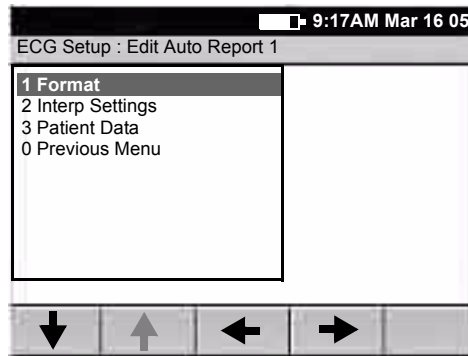 9:17AM Mar 16 05
ECG Setup : Edit Auto Report 1
1 Format
2 Interp Settings
3 Patient Data
0 Previous Menu